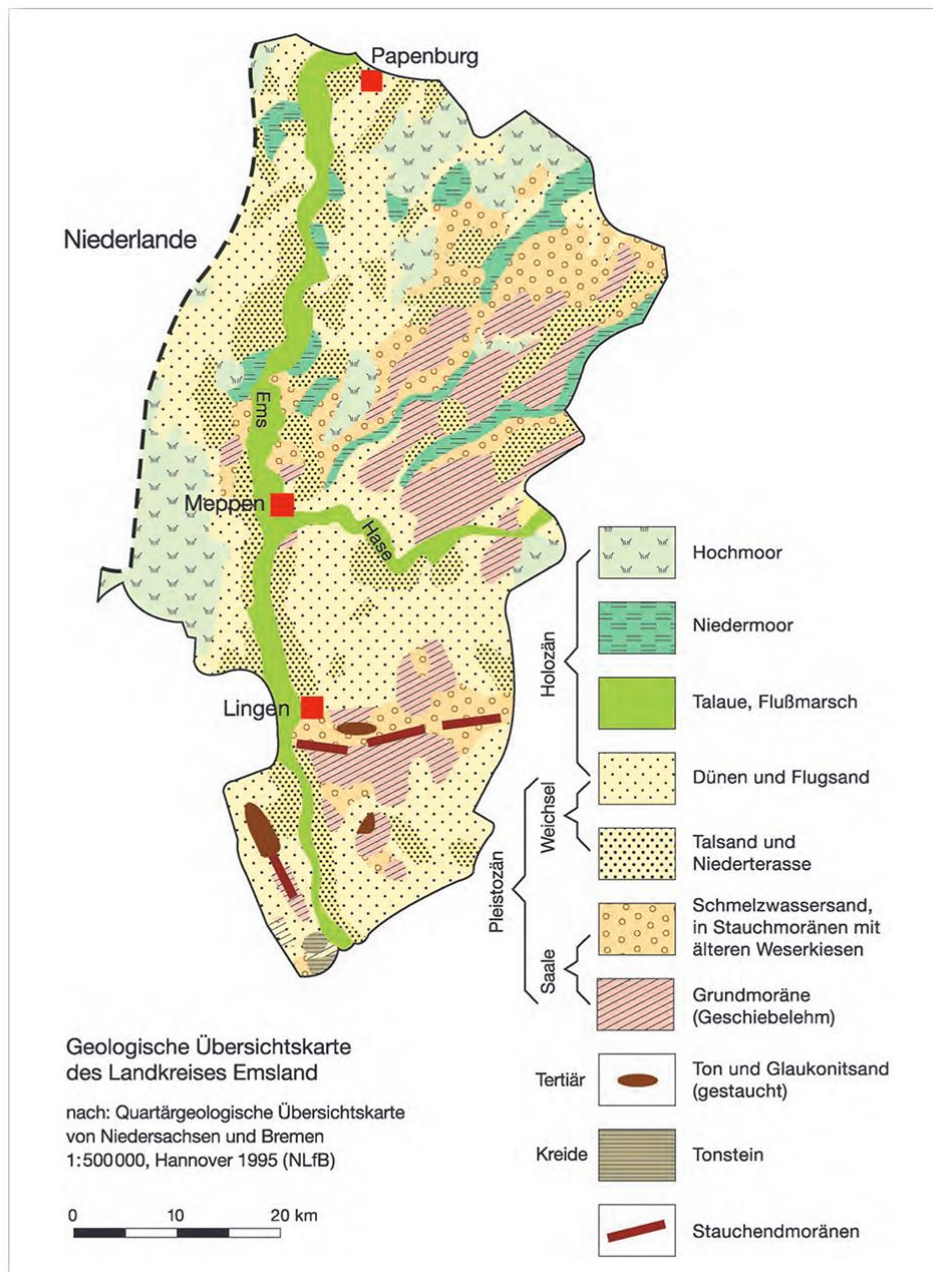 Papenburg
Niederlande
Ems
Meppen
Hase
Lingen
Hochmoor
Niedermoor
Talaue, Flußmarsch
Dünen und Flugsand
Talsand und
Niederterasse
Schmelzwassersand,
in Stauchmoränen mit
älteren Weserkiesen
Grundmoräne
(Geschiebelehm)
Ton und Glaukonitsand
(gestaucht)
Tonstein
Stauchendmoränen
Holozän
Weichsel
Pleistozän
Saale
Tertiär
Kreide
Geologische Übersichtskarte
des Landkreises Emsland
nach: Quartärgeologische Übersichtskarte
von Niedersachsen und Bremen
1:500000, Hannover 1995 (NLfB)
0 10 20 km